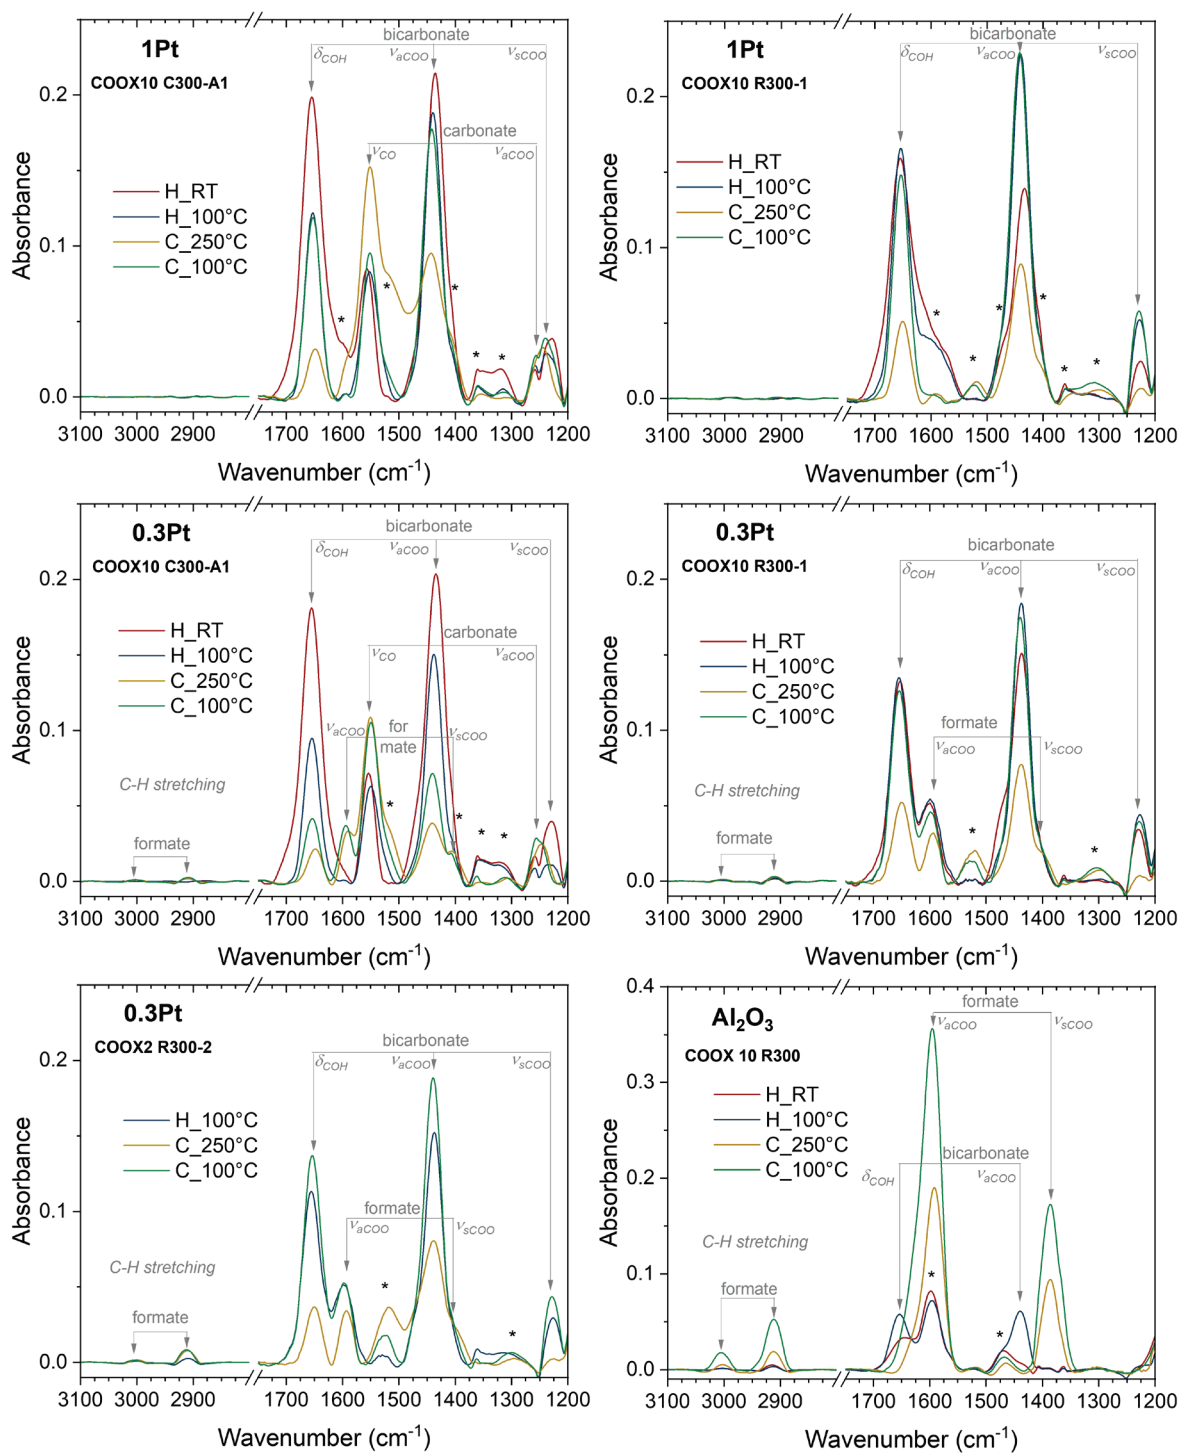 1Pt
COOX10 C300-A1
bicarbonate
δCOH
νaCOO
νsCOO
carbonate
νCO
νaCOO
H_RT
H_100°C
C_250°C
C_100°C
*
*
*
*
*
0.2
0.1
0.0
Absorbance
3100 3000 2900 1700 1600 1500 1400 1300 1200
Wavenumber (cm-1)
1Pt
COOX10 R300-1
bicarbonate
δCOH
νaCOO
νsCOO
H_RT
H_100°C
C_250°C
C_100°C
*
*
*
*
*
*
0.2
0.1
0.0
Absorbance
3100 3000 2900 1700 1600 1500 1400 1300 1200
Wavenumber (cm-1)
0.3Pt
COOX10 C300-A1
bicarbonate
δCOH
νaCOO
νsCOO
H_RT
H_100°C
C_250°C
C_100°C
carbonate
νCO
νaCOO
νaCOO
for
mate
νsCOO
C-H stretching
formate
*
*
*
*
0.2
0.1
0.0
Absorbance
3100 3000 2900 1700 1600 1500 1400 1300 1200
Wavenumber (cm-1)
0.3Pt
COOX10 R300-1
bicarbonate
δCOH
νaCOO
νsCOO
H_RT
H_100°C
C_250°C
C_100°C
formate
νaCOO
νsCOO
C-H stretching
formate
*
*
0.2
0.1
0.0
Absorbance
3100 3000 2900 1700 1600 1500 1400 1300 1200
Wavenumber (cm-1)
0.3Pt
COOX2 R300-2
bicarbonate
δCOH
νaCOO
νsCOO
H_100°C
C_250°C
C_100°C
formate
νaCOO
νsCOO
C-H stretching
formate
*
*
0.2
0.1
0.0
Absorbance
3100 3000 2900 1700 1600 1500 1400 1300 1200
Wavenumber (cm-1)
Al2O3
COOX 10 R300
formate
νaCOO
νsCOO
H_RT
H_100°C
C_250°C
C_100°C
bicarbonate
δCOH
νaCOO
C-H stretching
formate
*
*
0.4
0.3
0.2
0.1
0.0
Absorbance
3100 3000 2900 1700 1600 1500 1400 1300 1200
Wavenumber (cm-1)